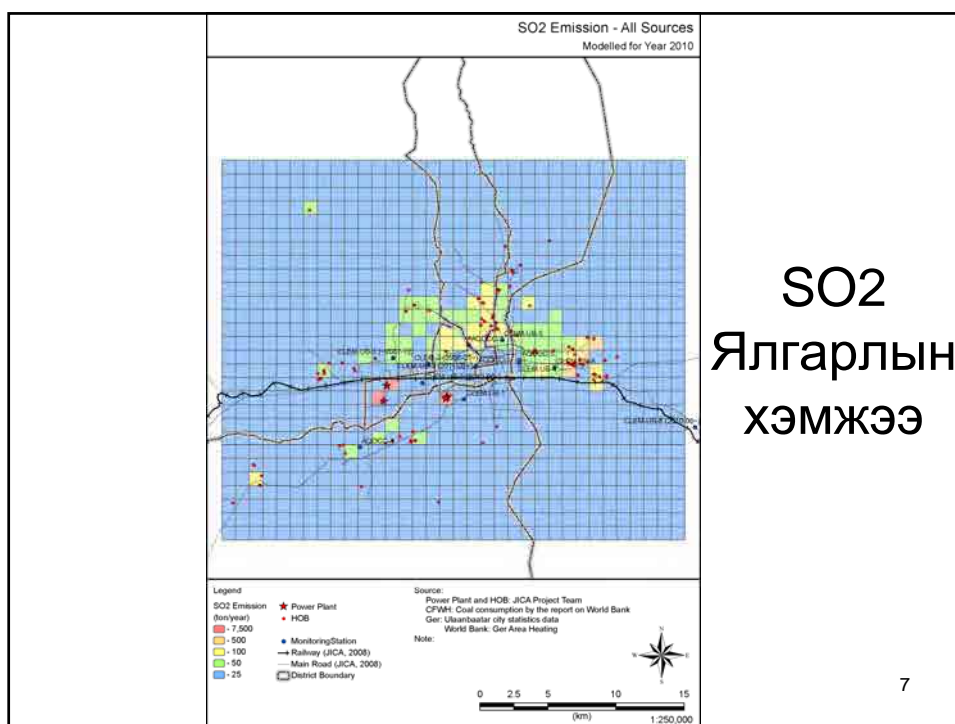 SO2 Emission - All Sources
Modelled for Year 2010
SO2
Ялгарлын
хэмжээ
Legend
SO2 Emission
(ton/year)
- 7,500
- 500
- 100
- 50
- 25
Power Plant
HOB
MonitoringStation
Railway (JICA, 2008)
Main Road (JICA, 2008)
District Boundary
Source:
Power Plant and HOB: JICA Project Team
CFWH: Coal consumption by the report on World Bank
Ger: Ulaanbaatar city statistics data
World Bank: Ger Area Heating
Note:
N
W
E
S
0 2.5 5 10 15
(km)
1:250,000
7